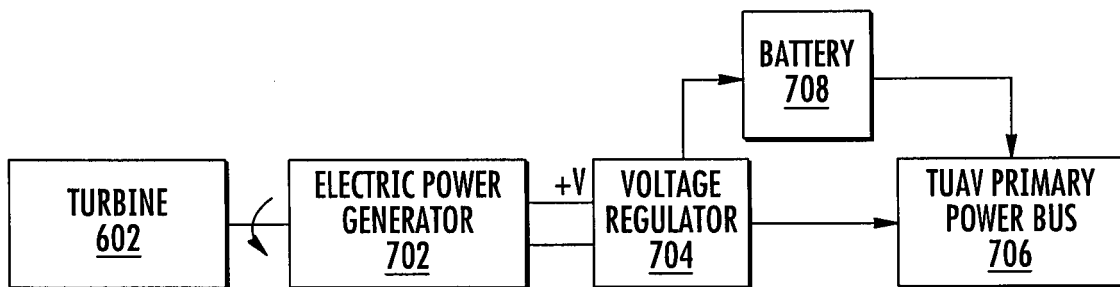 BATTERY
708
TURBINE
602
ELECTRIC POWER
GENERATOR
702
+V
VOLTAGE
REGULATOR
704
TUAV PRIMARY
POWER BUS
706